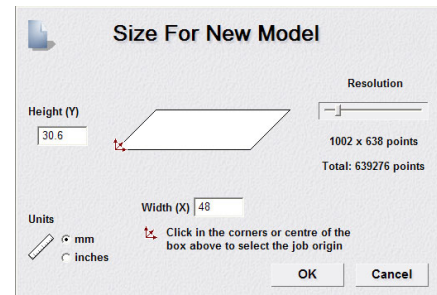 Size For New Model
Resolution
Height (Y)
30.6
1002 x 638 points
Total: 639276 points
Width (X) 48
Units
mm
inches
Click in the corners or centre of the
box above to select the job origin
OK Cancel